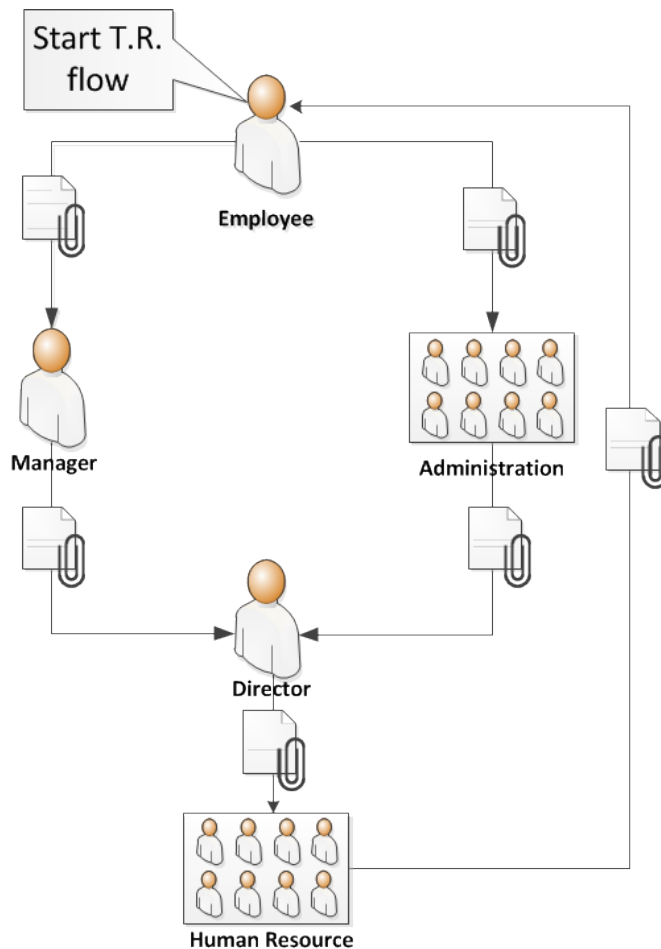 Start T.R.
flow
Employee
Manager
Administration
Director
Human Resource